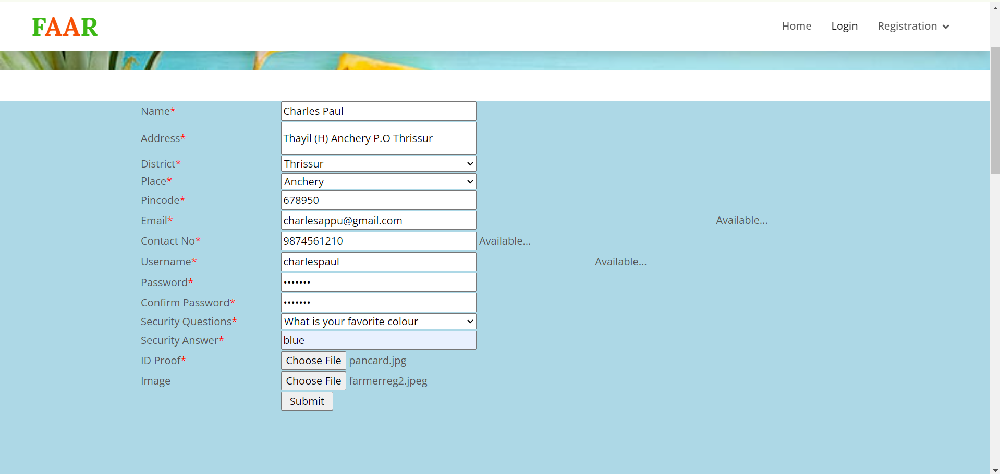 FAAR
Home Login Registration
Name* Charles Paul
Address* Thayil (H) Anchery P.O Thrissur
District* Thrissur
Place* Anchery
Pincode* 678950
Email* charlesappu@gmail.com Available...
Contact No* 9874561210 Available...
Username* charlespaul Available...
Password* •••••••
Confirm Password* •••••••
Security Questions* What is your favorite colour
Security Answer* blue
ID Proof* Choose File pancard.jpg
Image Choose File farmerreg2.jpeg
Submit